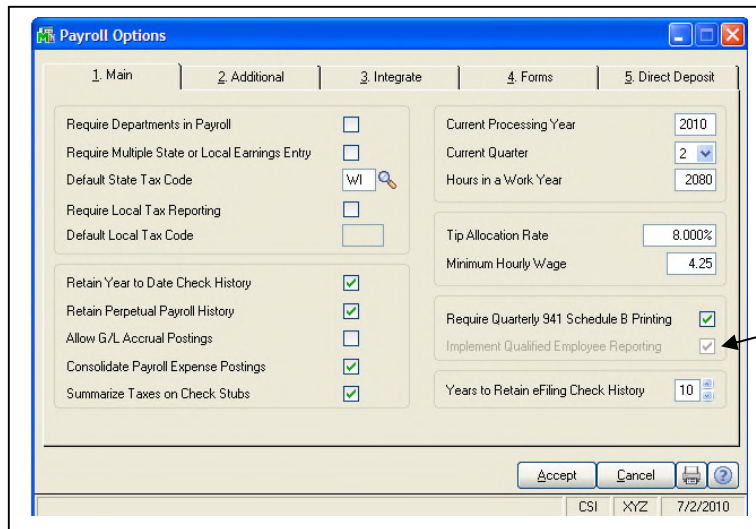 Payroll Options
1. Main
2. Additional
3. Integrate
4. Forms
5. Direct Deposit
Require Departments in Payroll
Require Multiple State or Local Earnings Entry
Default State Tax Code WI
Require Local Tax Reporting
Default Local Tax Code
Retain Year to Date Check History
Retain Perpetual Payroll History
Allow G/L Accrual Postings
Consolidate Payroll Expense Postings
Summarize Taxes on Check Stubs
Current Processing Year 2010
Current Quarter 2
Hours in a Work Year 2080
Tip Allocation Rate 8.000%
Minimum Hourly Wage 4.25
Require Quarterly 941 Schedule B Printing
Implement Qualified Employee Reporting
Years to Retain eFiling Check History 10
Accept
Cancel
?
CSI XYZ 7/2/2010